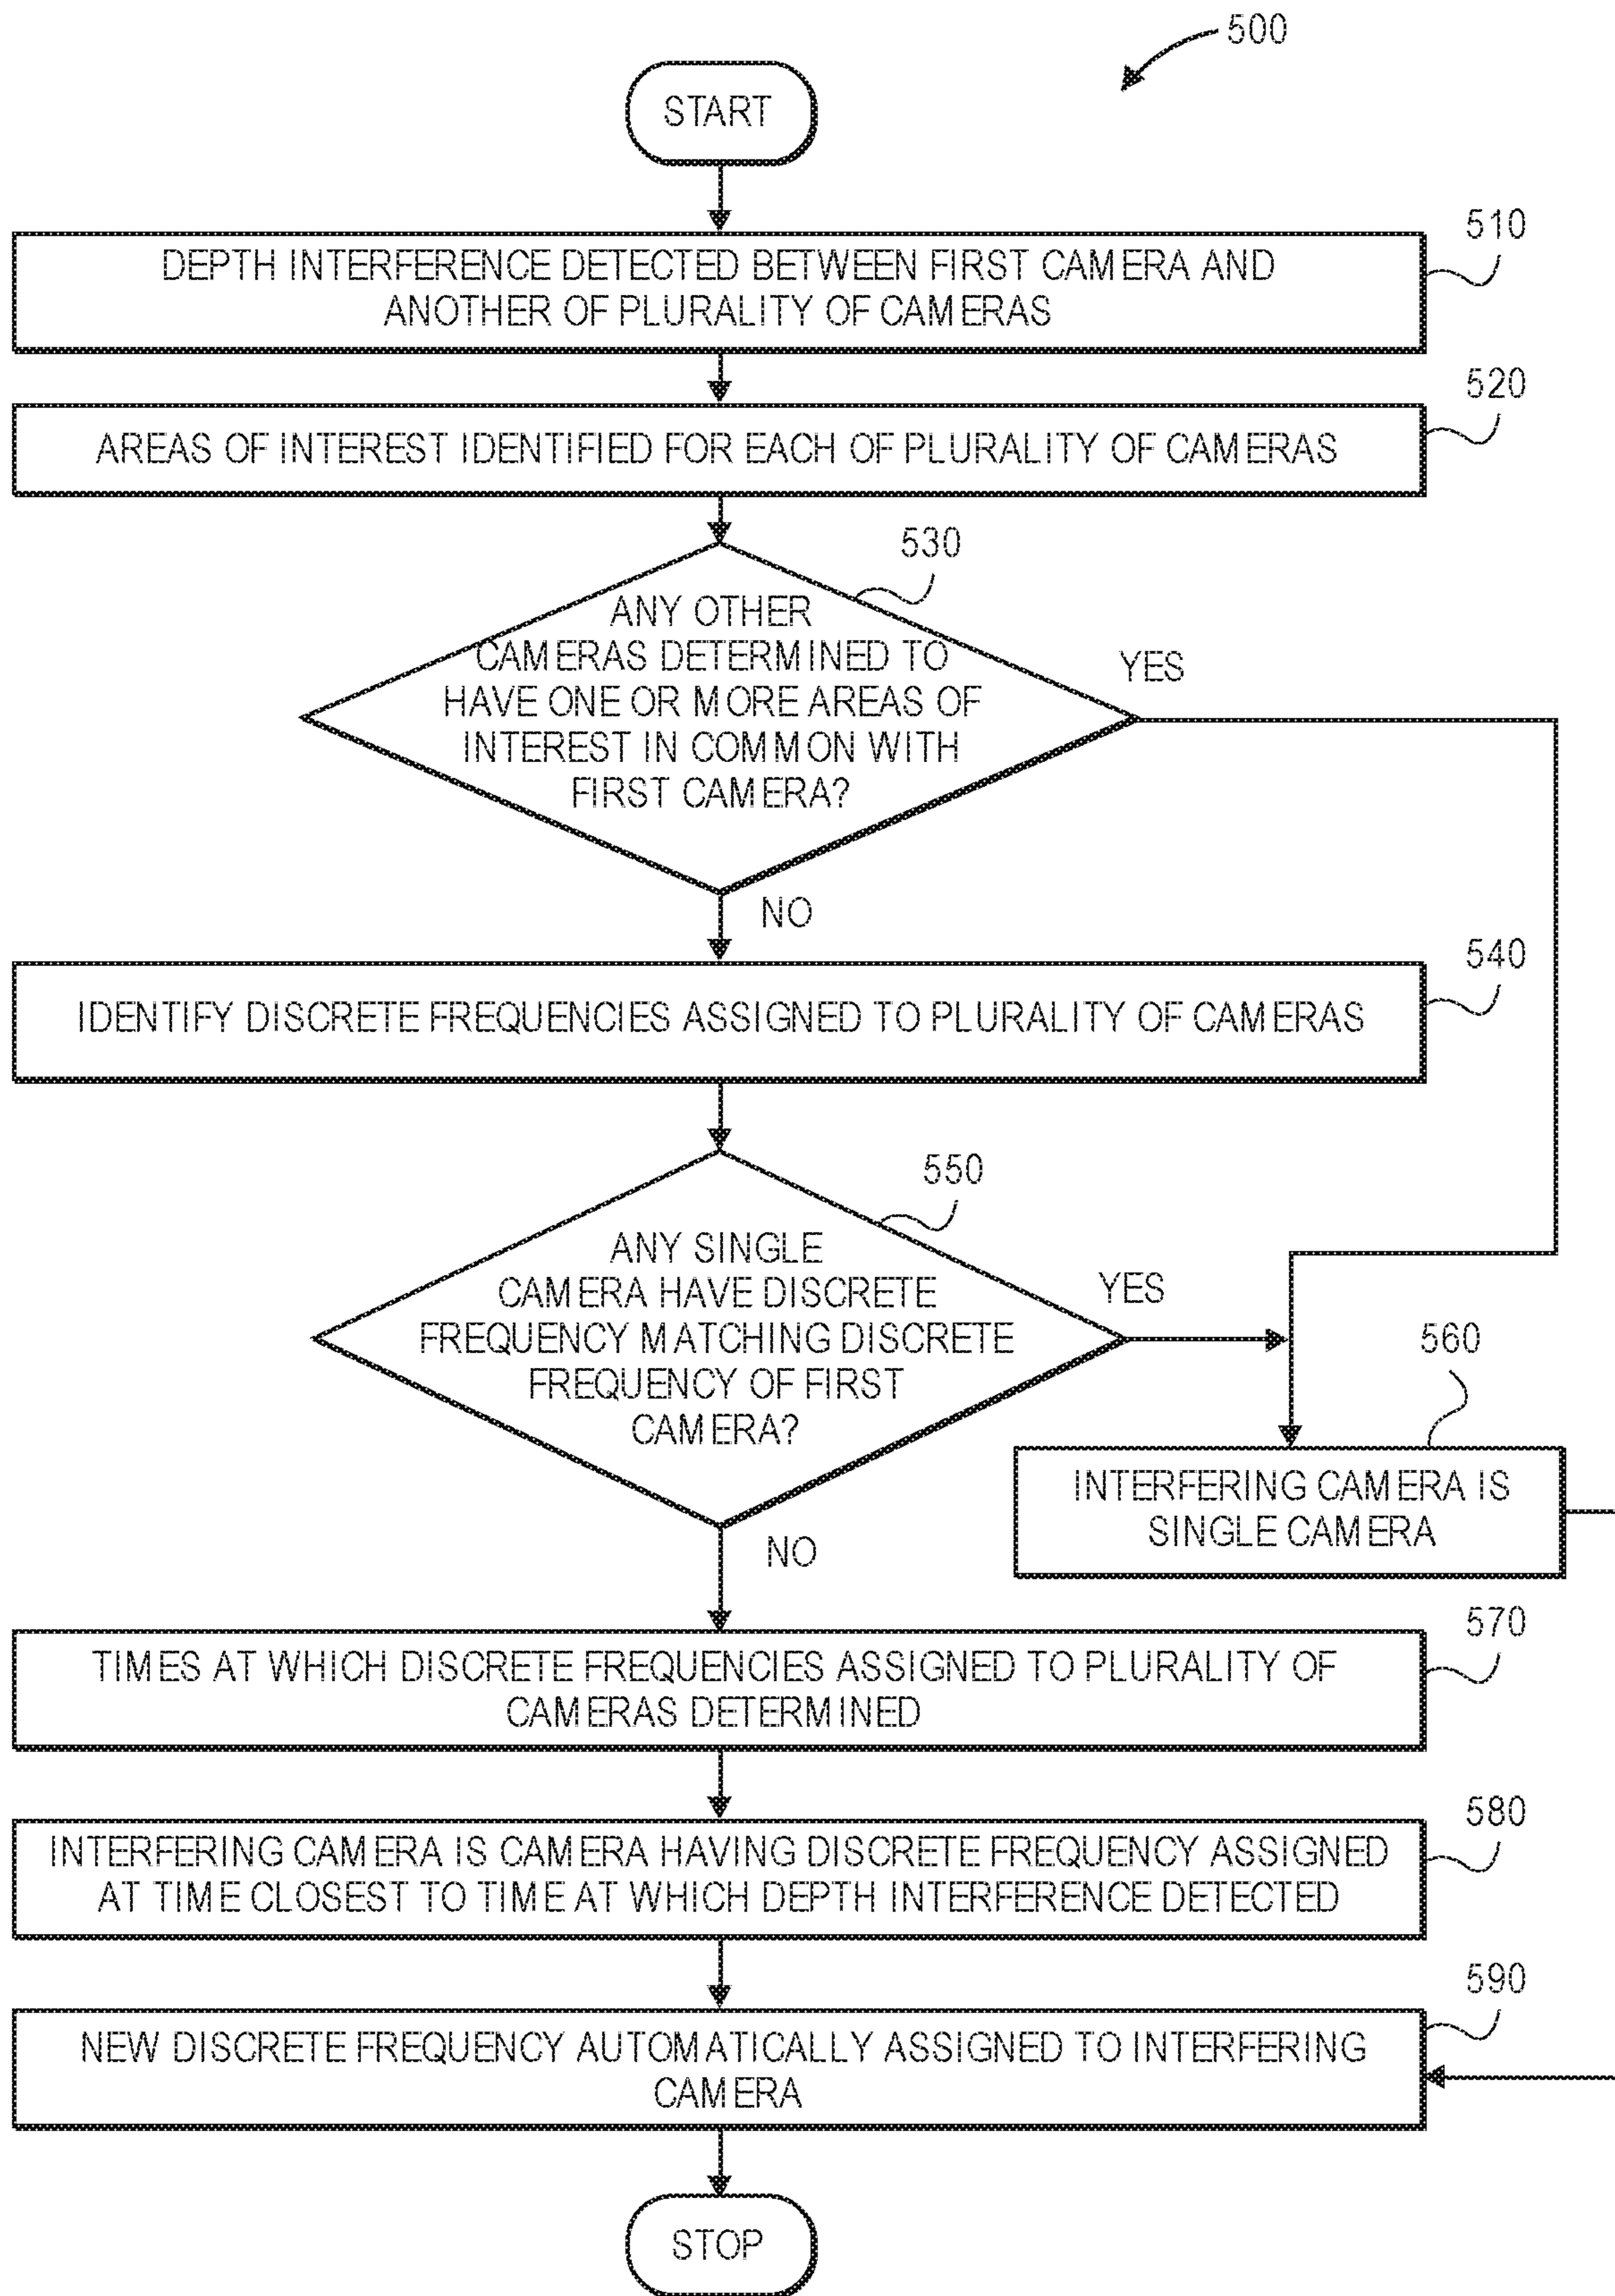 500
START
510
DEPTH INTERFERENCE DETECTED BETWEEN FIRST CAMERA AND
ANOTHER OF PLURALITY OF CAMERAS
520
AREAS OF INTEREST IDENTIFIED FOR EACH OF PLURALITY OF CAMERAS
530
ANY OTHER
CAMERAS DETERMINED TO
HAVE ONE OR MORE AREAS OF
INTEREST IN COMMON WITH
FIRST CAMERA?
YES
NO
540
IDENTIFY DISCRETE FREQUENCIES ASSIGNED TO PLURALITY OF CAMERAS
550
ANY SINGLE
CAMERA HAVE DISCRETE
FREQUENCY MATCHING DISCRETE
FREQUENCY OF FIRST
CAMERA?
YES
NO
560
INTERFERING CAMERA IS
SINGLE CAMERA
570
TIMES AT WHICH DISCRETE FREQUENCIES ASSIGNED TO PLURALITY OF
CAMERAS DETERMINED
580
INTERFERING CAMERA IS CAMERA HAVING DISCRETE FREQUENCY ASSIGNED
AT TIME CLOSEST TO TIME AT WHICH DEPTH INTERFERENCE DETECTED
590
NEW DISCRETE FREQUENCY AUTOMATICALLY ASSIGNED TO INTERFERING
CAMERA
STOP